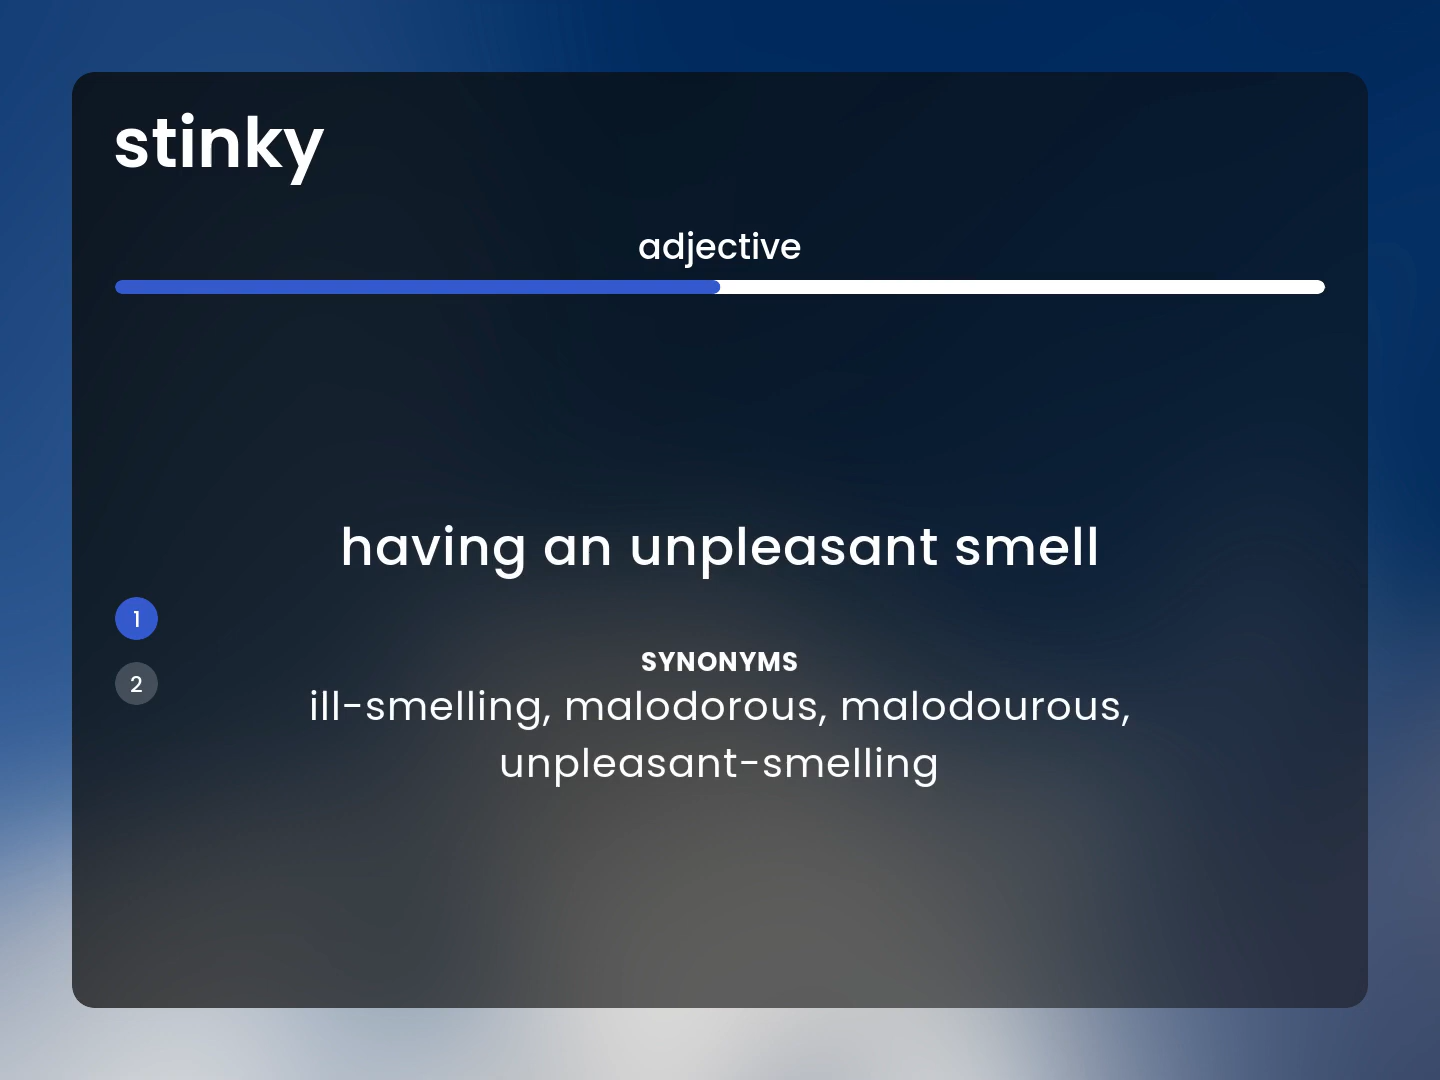 stinky
adjective
having an unpleasant smell
1
2
SYNONYMS
ill-smelling, malodorous, malodourous,
unpleasant-smelling